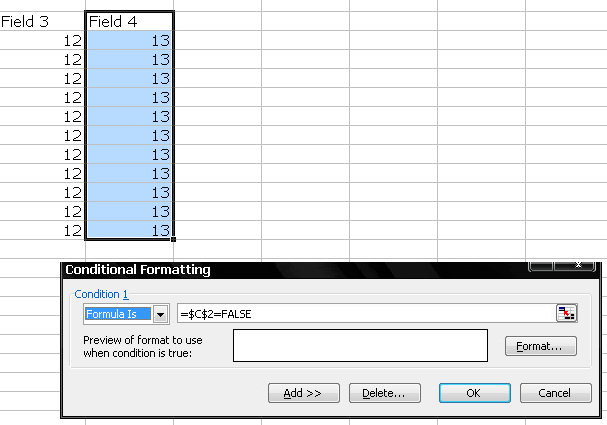 Field 3 Field 4
12 13
12 13
12 13
12 13
12 13
12 13
12 13
12 13
12 13
12 13
12 13
Conditional Formatting
Condition 1
Formula Is =$C$2=FALSE
Preview of format to use
when condition is true:
Format...
Add >> Delete... OK Cancel